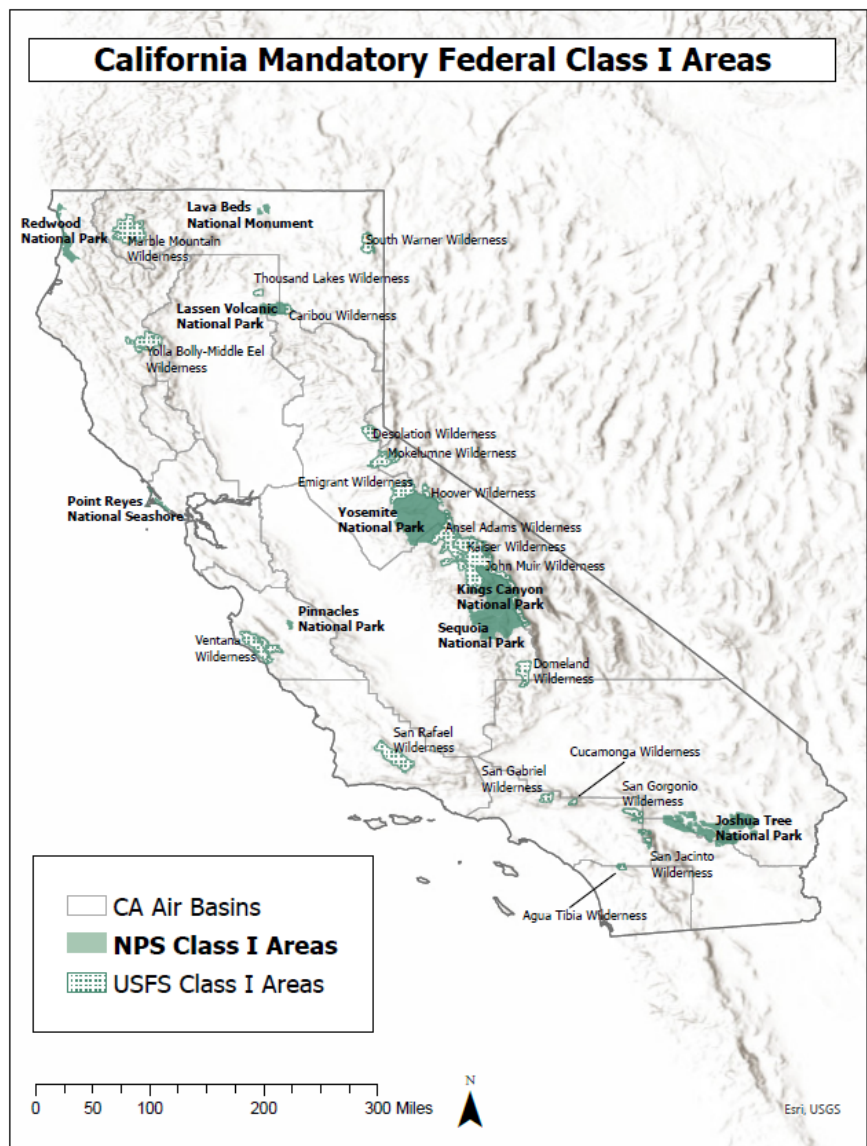 California Mandatory Federal Class I Areas
Redwood
National Park
Marble Mountain
Wilderness
Lava Beds
National Monument
South Warner Wilderness
Thousand Lakes Wilderness
Lassen Volcanic
National Park
Caribou Wilderness
Yolla Bolly-Middle Eel
Wilderness
Desolation Wilderness
Mokelumne Wilderness
Emigrant Wilderness
Hoover Wilderness
Point Reyes
National Seashore
Yosemite
National Park
Ansel Adams Wilderness
Kaiser Wilderness
John Muir Wilderness
Kings Canyon
National Park
Pinnacles
National Park
Sequoia
National Park
Ventana
Wilderness
Domeland
Wilderness
San Rafael
Wilderness
Cucamonga Wilderness
San Gabriel
Wilderness
San Gorgonio
Wilderness
Joshua Tree
National Park
San Jacinto
Wilderness
Agua Tibia Wilderness
CA Air Basins
NPS Class I Areas
USFS Class I Areas
0 50 100 200 300 Miles
N
Esri, USGS